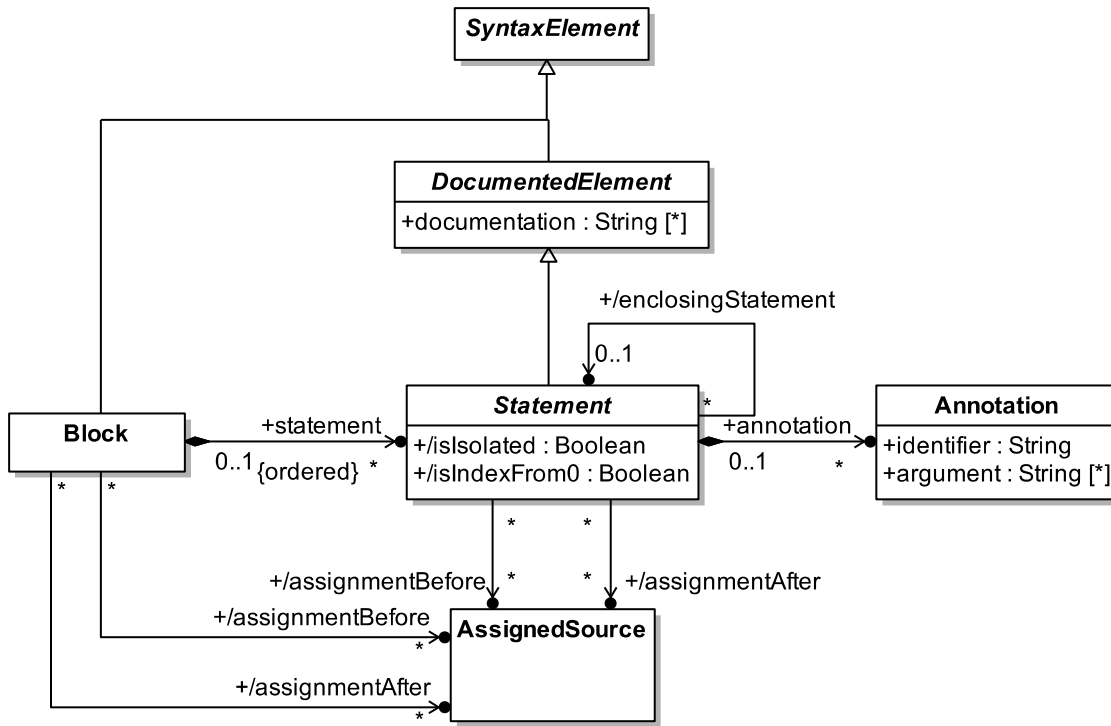 SyntaxElement
DocumentedElement
+documentation : String [*]
+/enclosingStatement
0..1
*
Statement
+/isIsolated : Boolean
+/isIndexFrom0 : Boolean
Block
+statement
0..1
{ordered}
*
+annotation
0..1
*
Annotation
+identifier : String
+argument : String [*]
*
*
*
*
+/assignmentBefore
*
*
+/assignmentAfter
+/assignmentBefore
*
AssignedSource
+/assignmentAfter
*